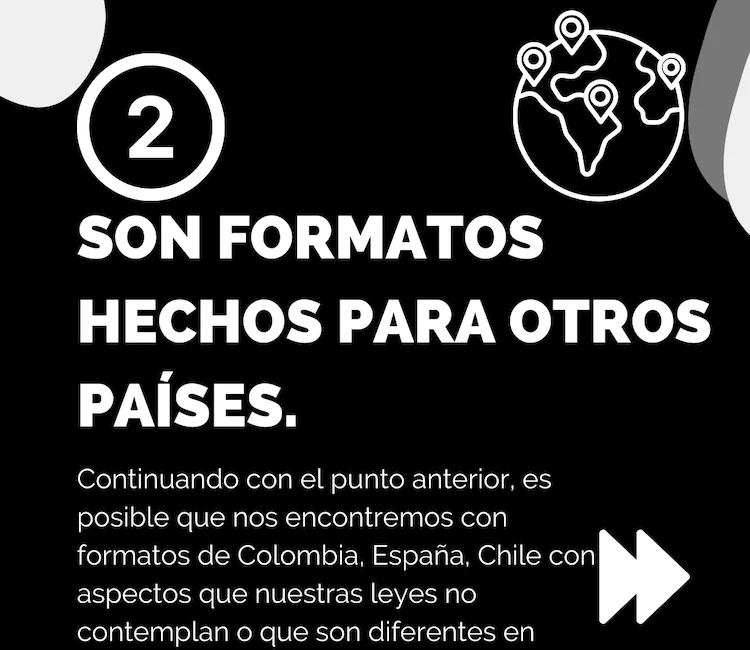 2
SON FORMATOS
HECHOS PARA OTROS
PAÍSES.
Continuando con el punto anterior, es
posible que nos encontremos con
formatos de Colombia, España, Chile con
aspectos que nuestras leyes no
contemplan o que son diferentes en